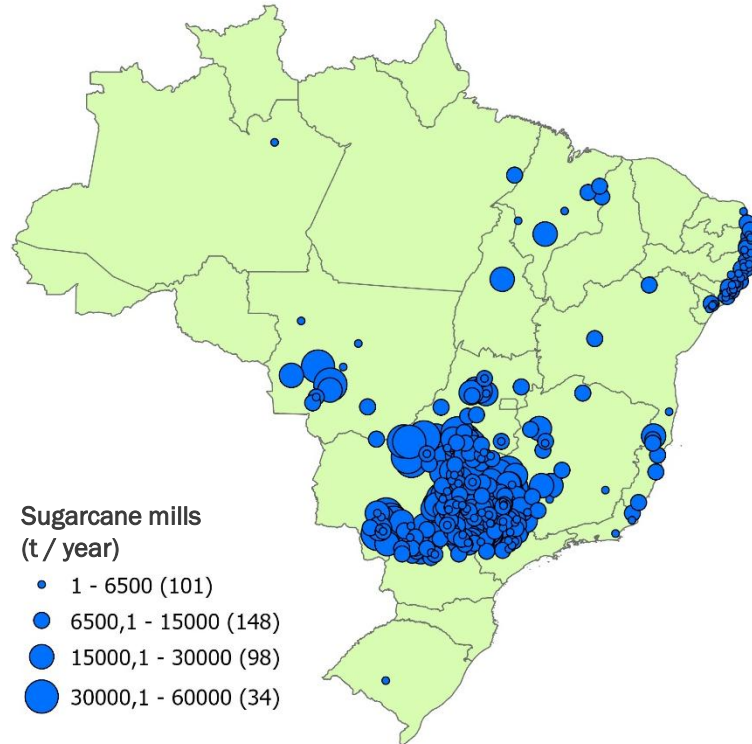 Sugarcane mills
(t / year)
1 - 6500 (101)
6500,1 - 15000 (148)
15000,1 - 30000 (98)
30000,1 - 60000 (34)